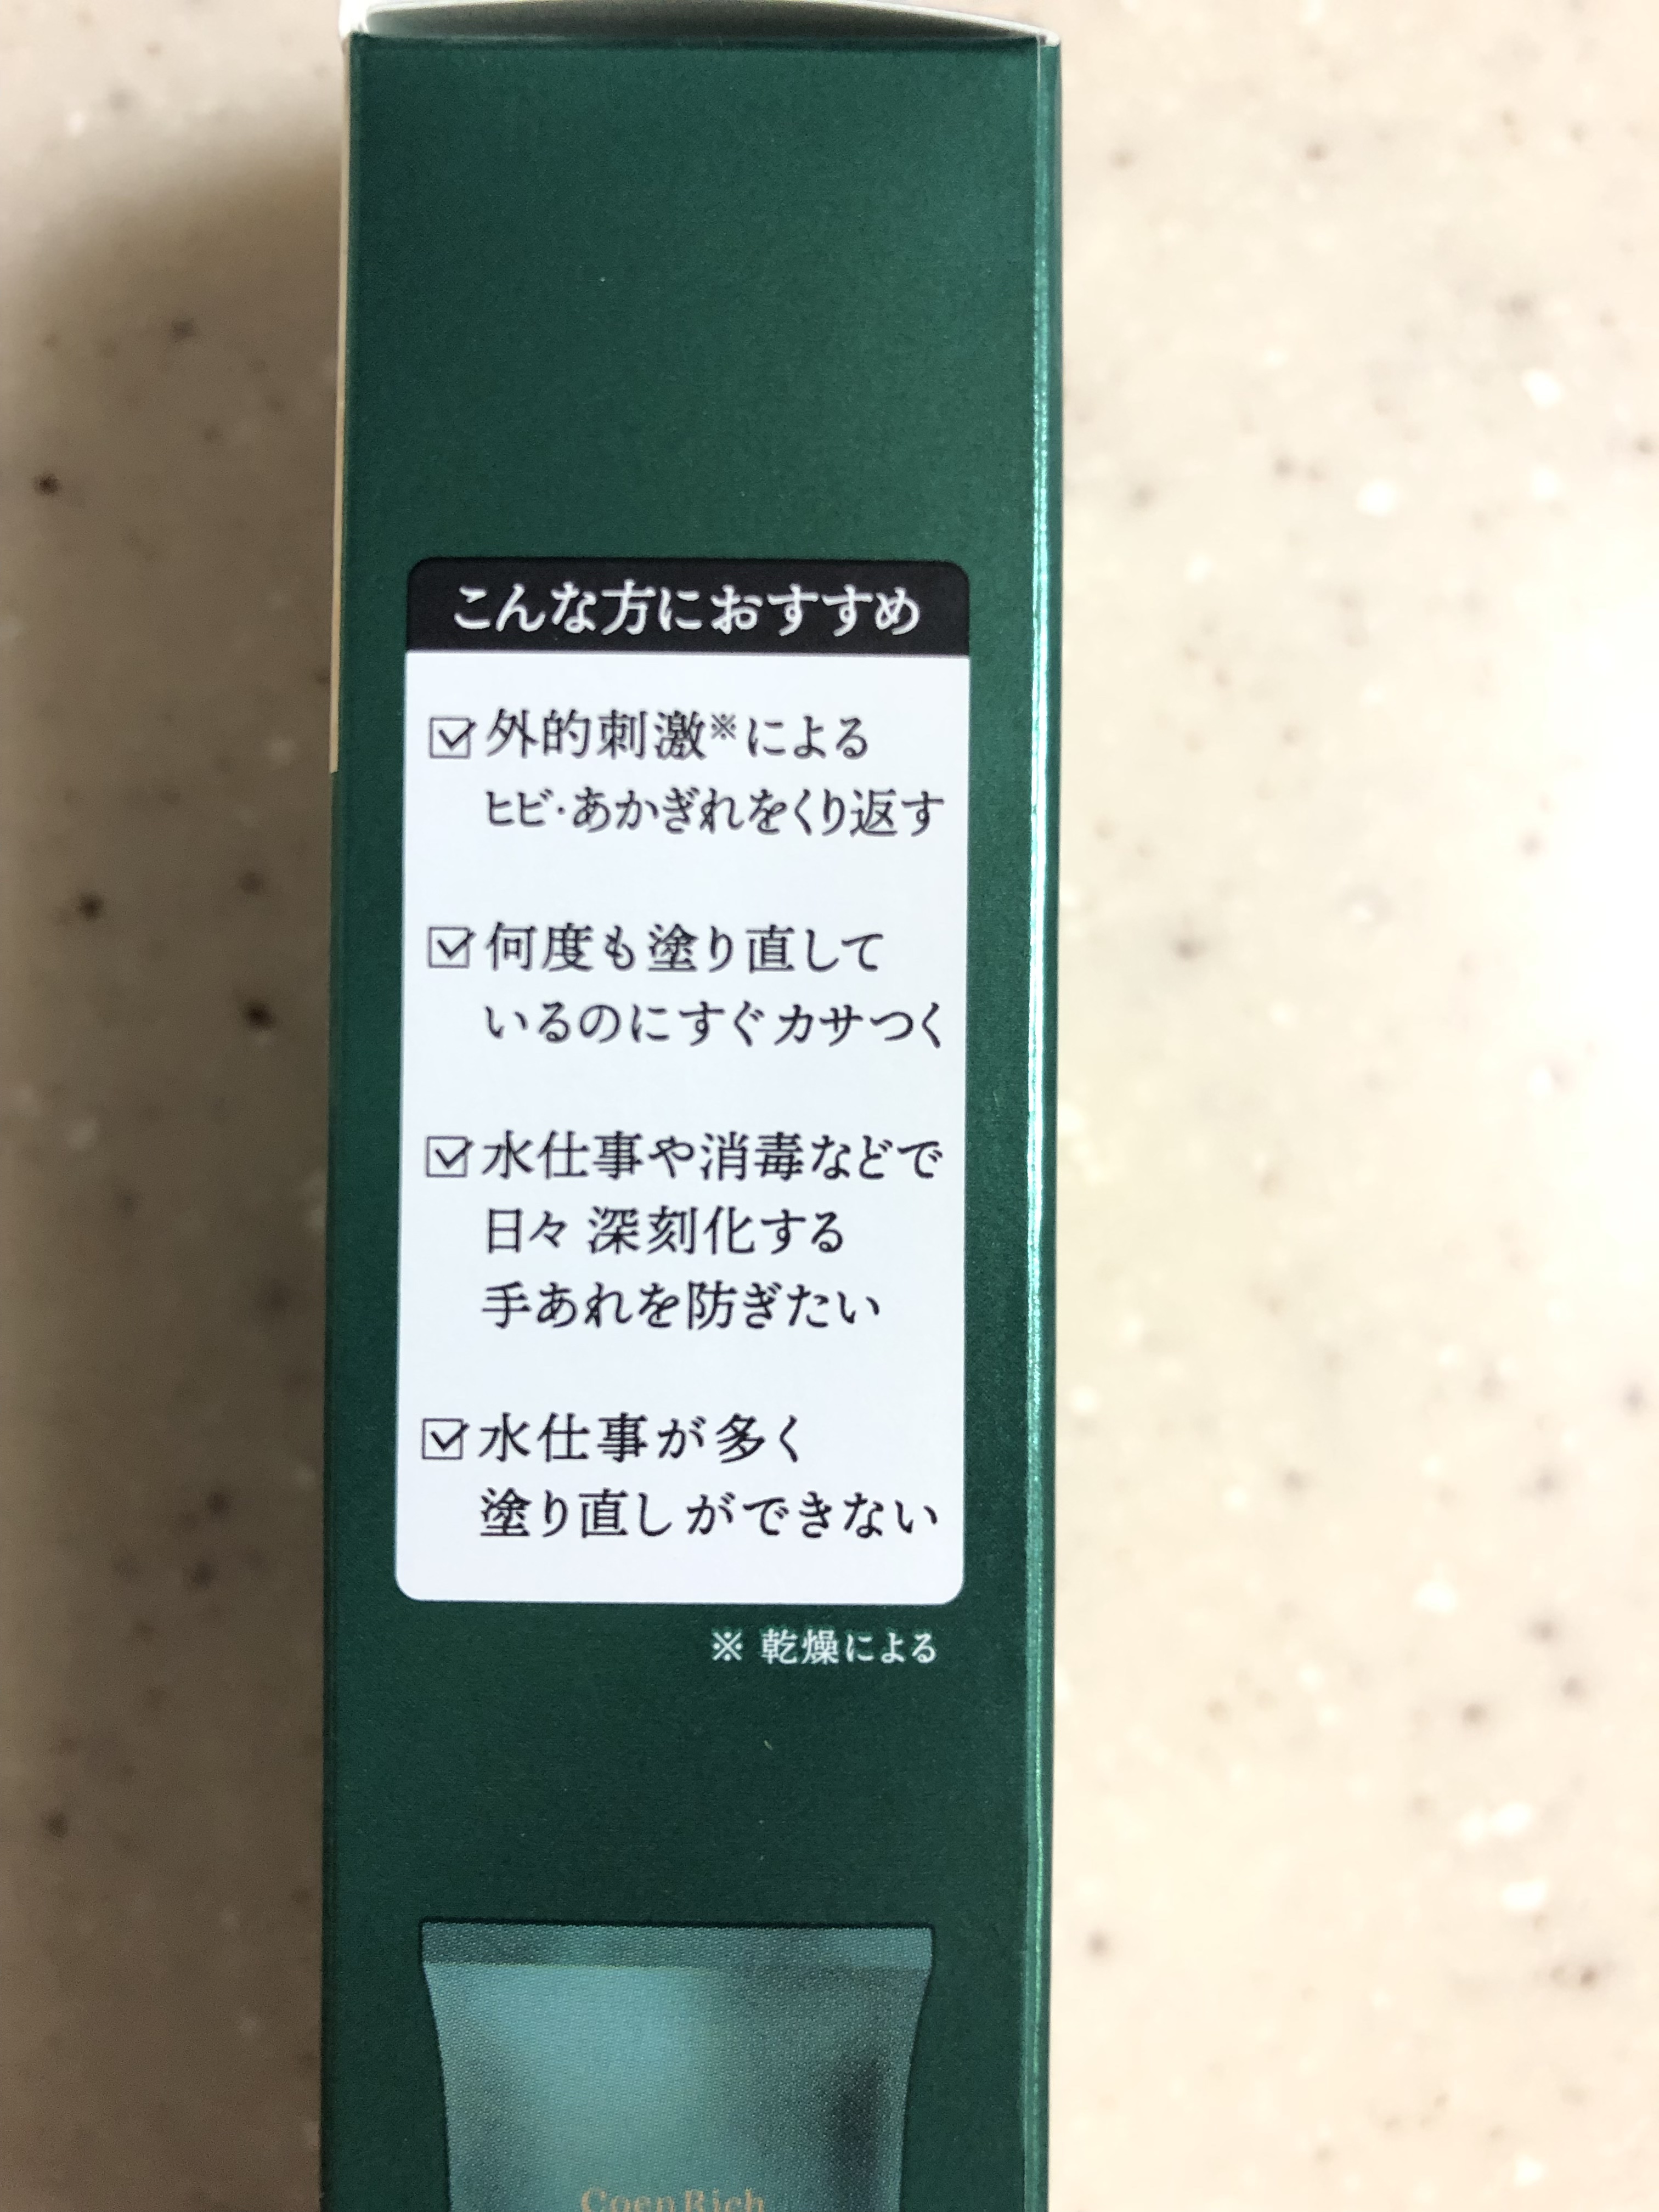 こんな方におすすめ
☑外的刺激※による
ヒビ・あかぎれをくり返す
☑何度も塗り直して
いるのにすぐカサつく
☑水仕事や消毒などで
日々 深刻化する
手あれを防ぎたい
☑水仕事が多く
塗り直しができない
※ 乾燥による
CoenRich